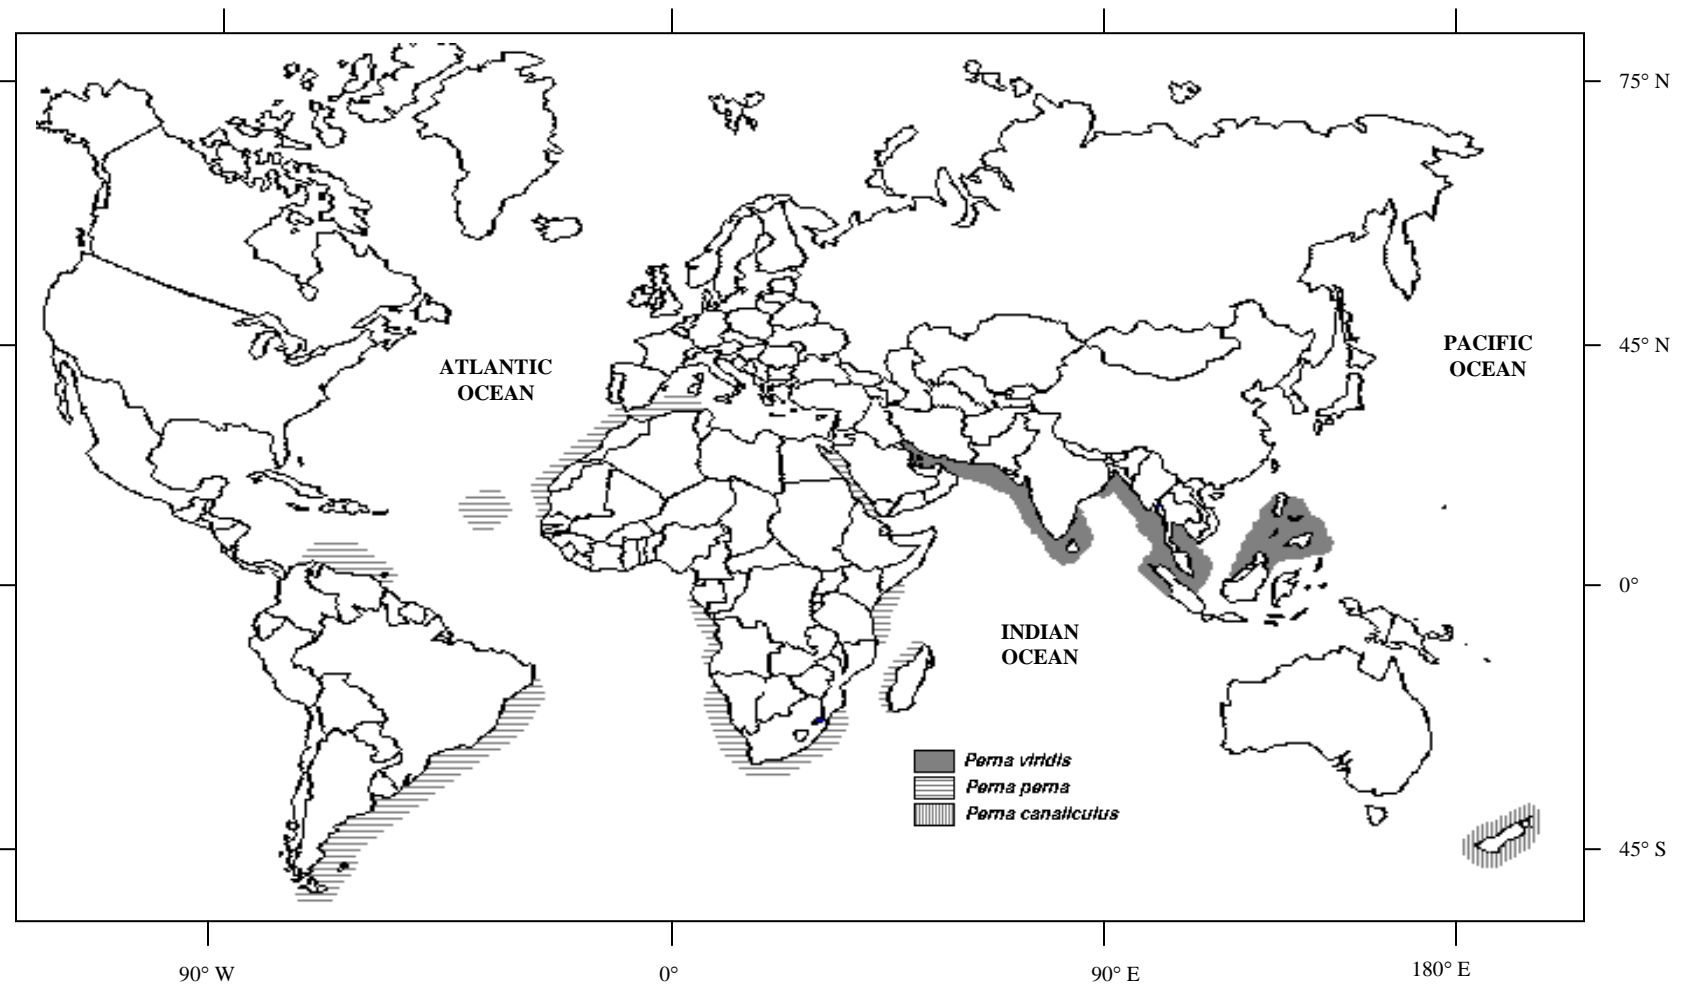 75° N
ATLANTIC
OCEAN
PACIFIC
OCEAN
45° N
0°
INDIAN
OCEAN
Perna viridis
Perna perna
Perna canaliculus
45° S
90° W
0°
90° E
180° E